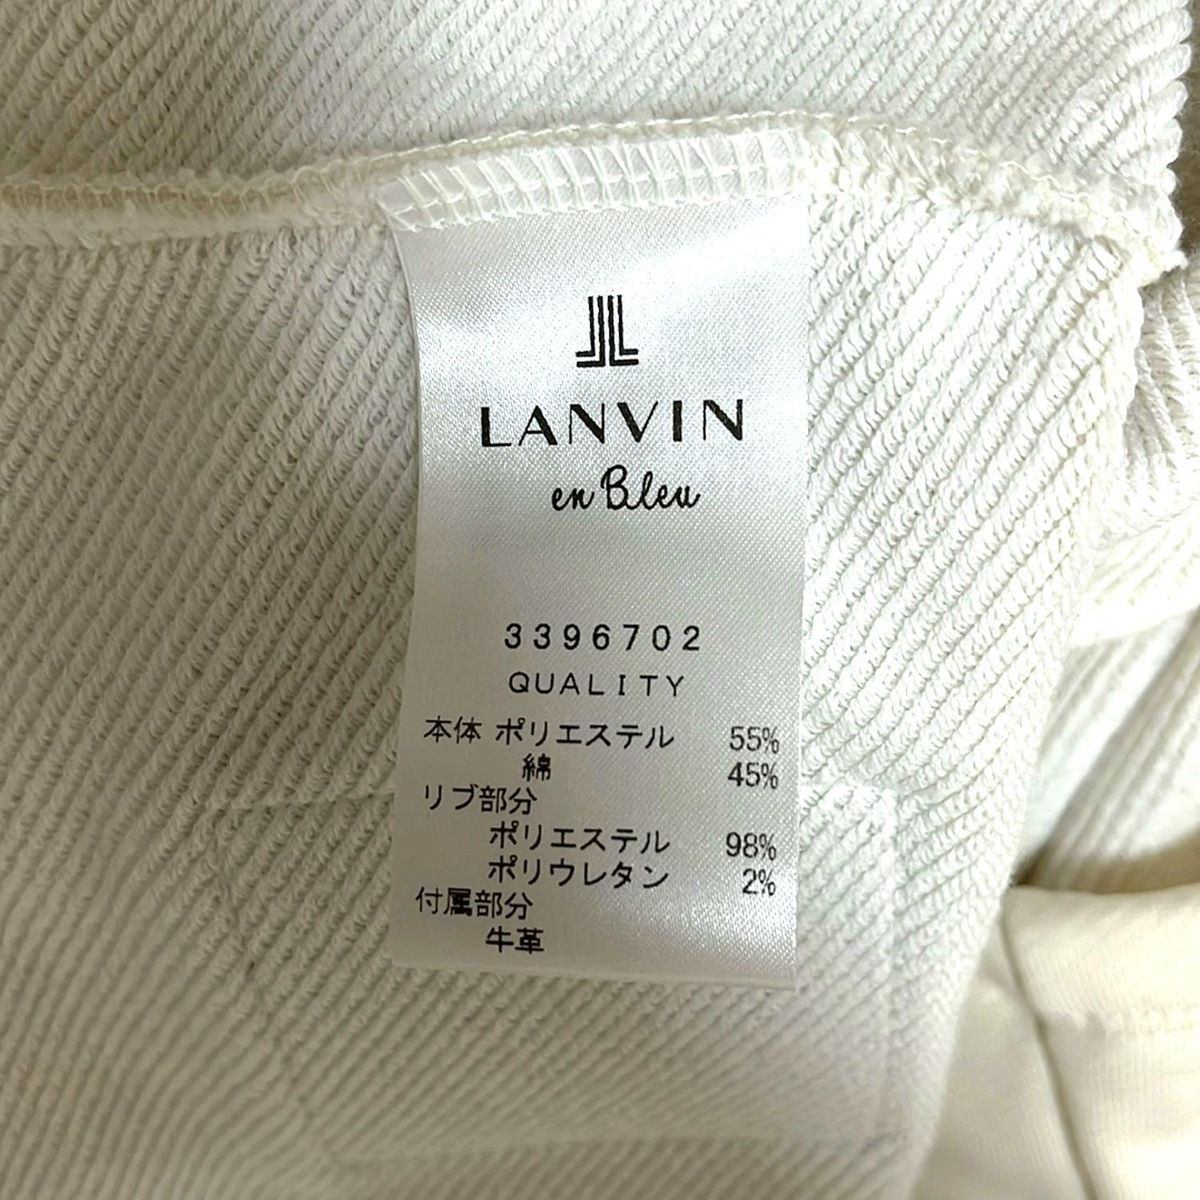 LANVIN
en Bleu
3396702
QUALITY
本体 ポリエステル 55%
綿 45%
リブ部分
ポリエステル 98%
ポリウレタン 2%
付属部分
牛革